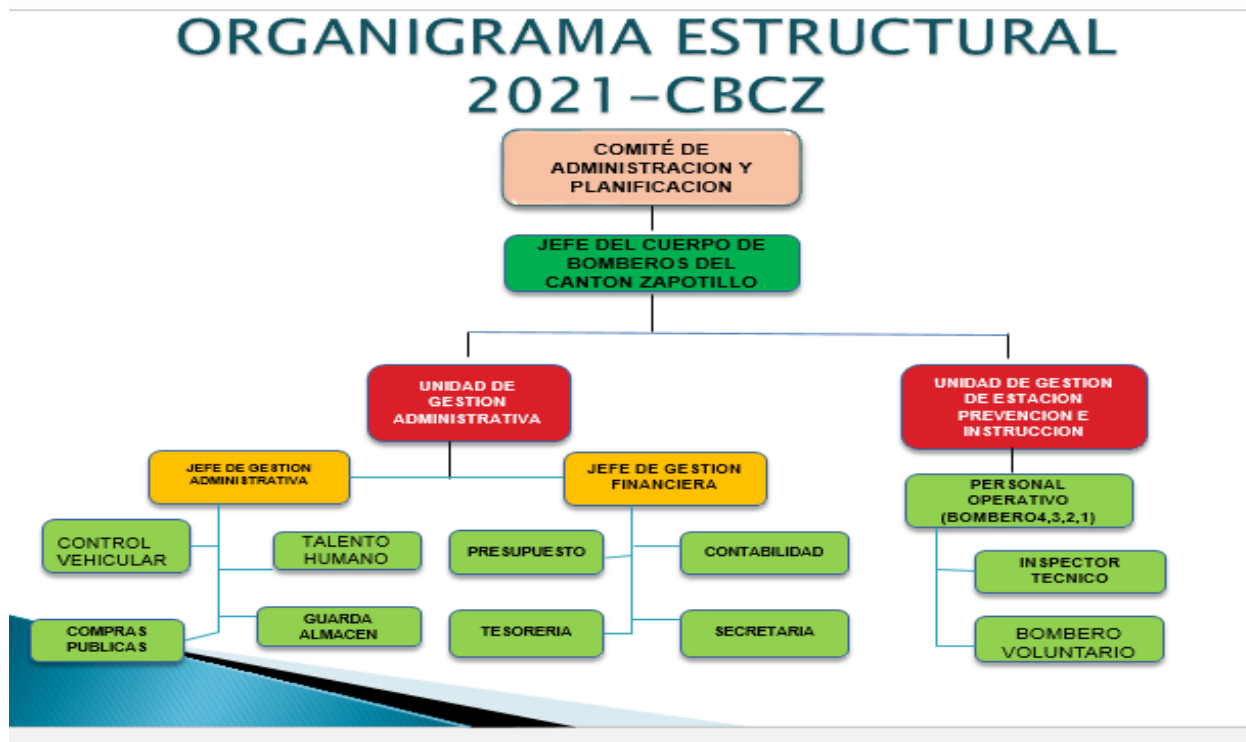 ORGANIGRAMA ESTRUCTURAL
2021-CBCZ
COMITÉ DE
ADMINISTRACION Y
PLANIFICACION
JEFE DEL CUERPO DE
BOMBEROS DEL
CANTON ZAPOTILLO
UNIDAD DE
GESTION
ADMINISTRATIVA
UNIDAD DE GESTION
DE ESTACION
PREVENCION E
INSTRUCCION
JEFE DE GESTION
ADMINISTRATIVA
JEFE DE GESTION
FINANCIERA
PERSONAL
OPERATIVO
(BOMBERO4,3,2,1)
CONTROL
VEHICULAR
TALENTO
HUMANO
PRESUPUESTO
CONTABILIDAD
INSPECTOR
TECNICO
COMPRAS
PUBLICAS
GUARDA
ALMACEN
TESORERIA
SECRETARIA
BOMBERO
VOLUNTARIO